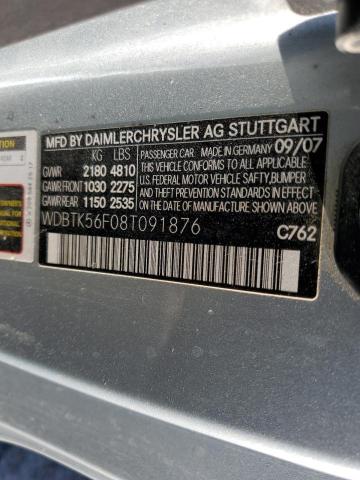 MFD BY DAIMLERCHRYSLER AG STUTTGART
KG LBS
GVWR 2180 4810
GAWR FRONT 1030 2275
GAWR REAR 1150 2535
PASSENGER CAR. MADE IN GERMANY 09/07
THIS VEHICLE CONFORMS TO ALL APPLICABLE
U.S. FEDERAL MOTOR VEHICLE SAFETY, BUMPER
AND THEFT PREVENTION STANDARDS IN EFFECT
ON THE DATE OF MANUFACTURE SHOWN ABOVE.
WDBTK56F08T091876
C762